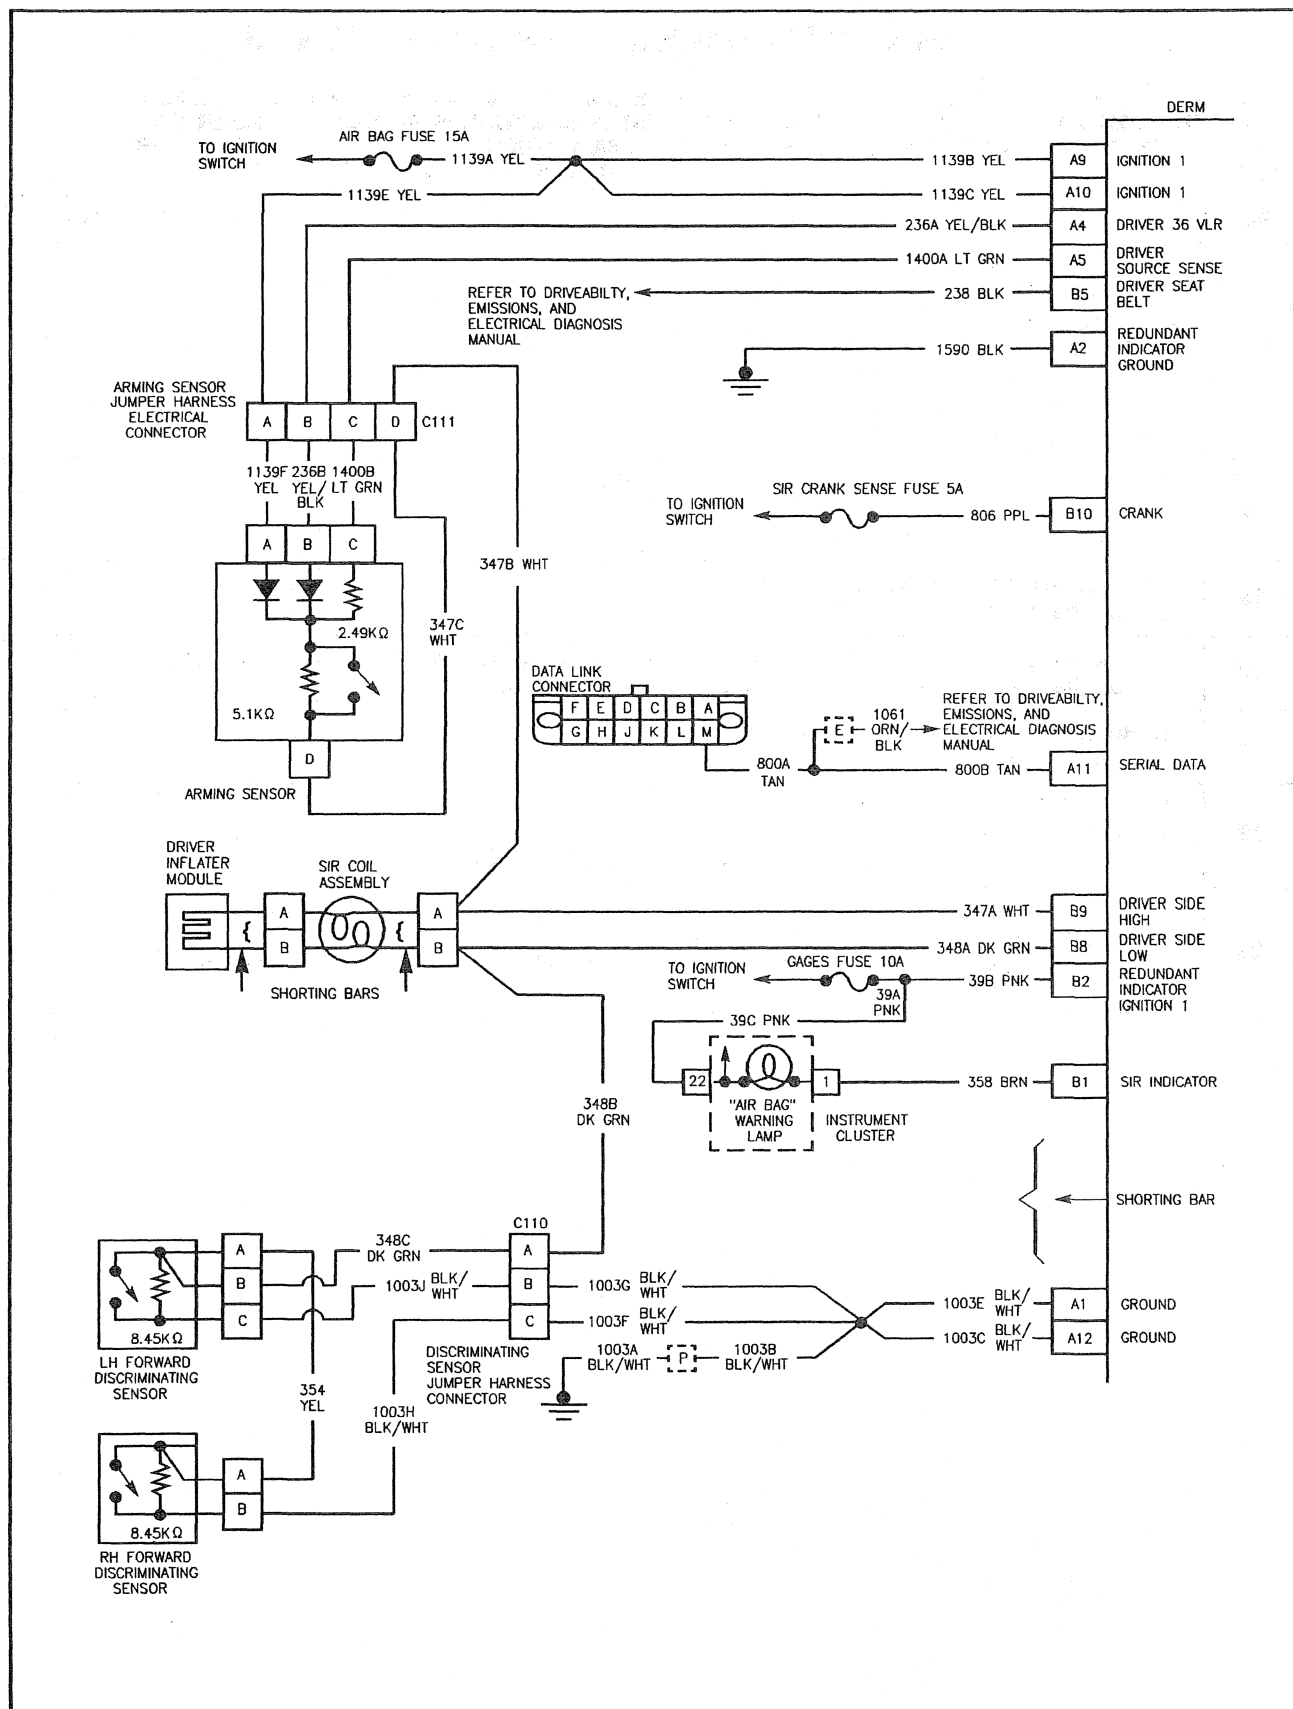 DERM
AIR BAG FUSE 15A
TO IGNITION
SWITCH
1139A YEL
1139B YEL
A9
IGNITION 1
1139E YEL
1139C YEL
A10
IGNITION 1
236A YEL/BLK
A4
DRIVER 36 VLR
1400A LT GRN
A5
DRIVER
SOURCE SENSE
REFER TO DRIVEABILTY,
EMISSIONS, AND
ELECTRICAL DIAGNOSIS
MANUAL
238 BLK
B5
DRIVER SEAT
BELT
1590 BLK
A2
REDUNDANT
INDICATOR
GROUND
ARMING SENSOR
JUMPER HARNESS
ELECTRICAL
CONNECTOR
A B C D C111
1139F 236B 1400B
YEL YEL/ LT GRN
BLK
TO IGNITION
SWITCH
SIR CRANK SENSE FUSE 5A
806 PPL
B10
CRANK
A B C
347B WHT
347C
WHT
2.49KΩ
5.1KΩ
D
ARMING SENSOR
DATA LINK
CONNECTOR
F E D C B A
G H J K L M
E
1061
ORN/
BLK
REFER TO DRIVEABILTY,
EMISSIONS, AND
ELECTRICAL DIAGNOSIS
MANUAL
800A
TAN
800B TAN
A11
SERIAL DATA
DRIVER
INFLATER
MODULE
SIR COIL
ASSEMBLY
A
B
A
B
SHORTING BARS
347A WHT
B9
DRIVER SIDE
HIGH
348A DK GRN
B8
DRIVER SIDE
LOW
TO IGNITION
SWITCH
GAGES FUSE 10A
39A
PNK
39B PNK
B2
REDUNDANT
INDICATOR
IGNITION 1
39C PNK
22
1
"AIR BAG"
WARNING
LAMP
INSTRUMENT
CLUSTER
358 BRN
B1
SIR INDICATOR
348B
DK GRN
SHORTING BAR
C110
A
B
C
348C
DK GRN
A
B
C
1003J BLK/
WHT
1003G BLK/
WHT
1003F BLK/
WHT
1003E BLK/
WHT
A1
GROUND
1003C BLK/
WHT
A12
GROUND
8.45KΩ
LH FORWARD
DISCRIMINATING
SENSOR
DISCRIMINATING
SENSOR
JUMPER HARNESS
CONNECTOR
1003A
BLK/WHT
P
1003B
BLK/WHT
354
YEL
1003H
BLK/WHT
A
B
8.45KΩ
RH FORWARD
DISCRIMINATING
SENSOR